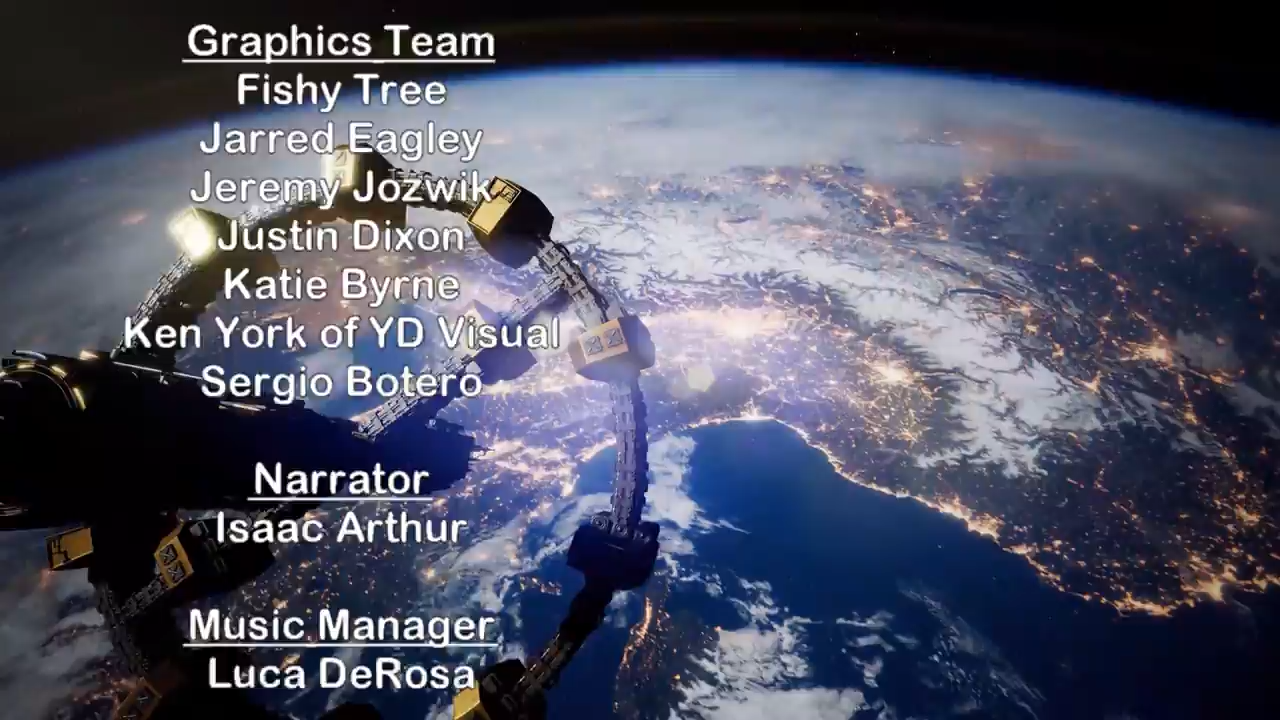 Graphics Team
Fishy Tree
Jarred Eagley
Jeremy Jozwik
Justin Dixon
Katie Byrne
Ken York of YD Visual
Sergio Botero
Narrator
Isaac Arthur
Music Manager
Luca DeRosa